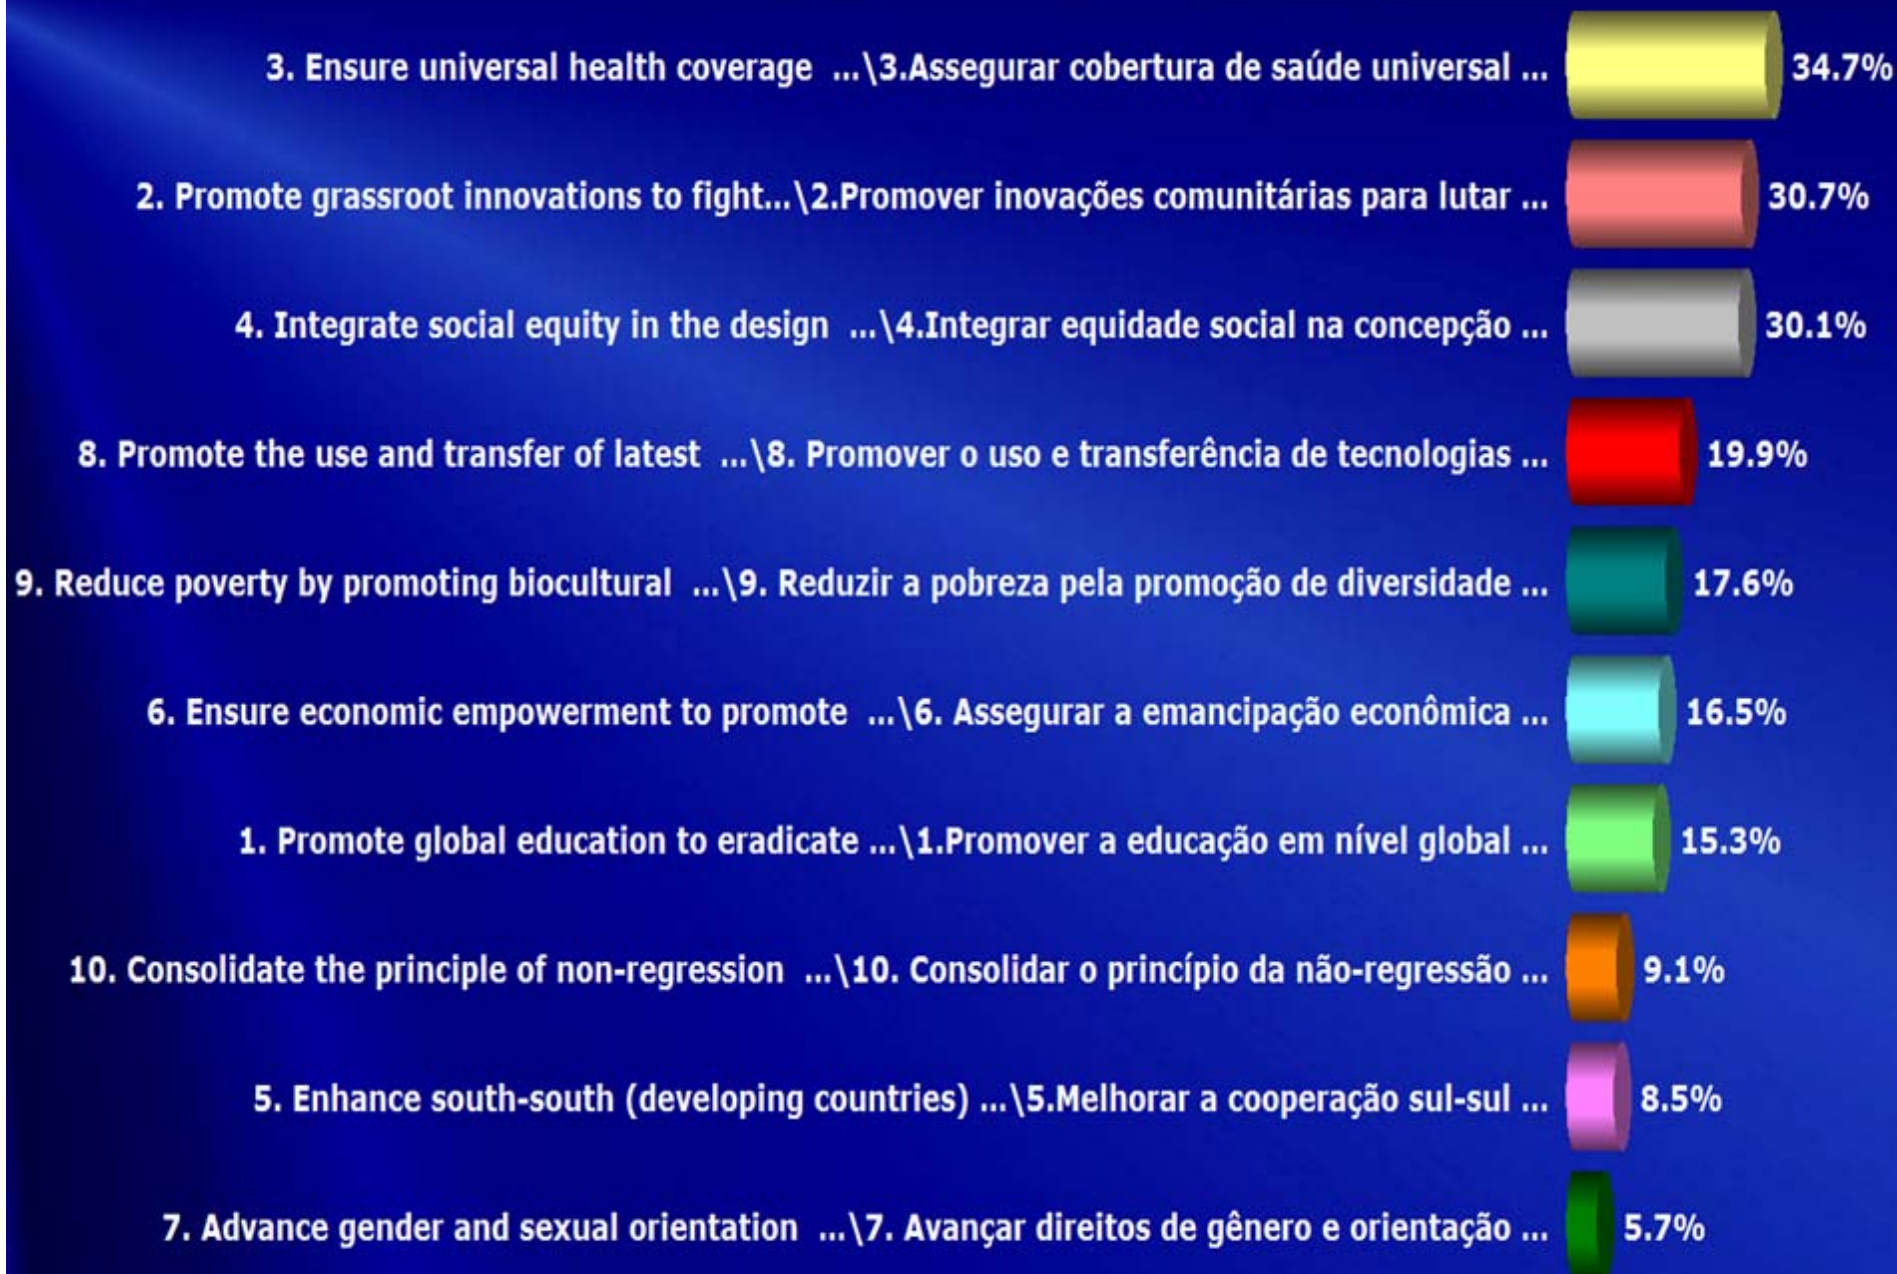 3. Ensure universal health coverage ...\3.Assegurar cobertura de saúde universal ... 34.7%
2. Promote grassroot innovations to fight...\2.Promover inovações comunitárias para lutar ... 30.7%
4. Integrate social equity in the design ...\4.Integrar equidade social na concepção ... 30.1%
8. Promote the use and transfer of latest ...\8. Promover o uso e transferência de tecnologias ... 19.9%
9. Reduce poverty by promoting biocultural ...\9. Reduzir a pobreza pela promoção de diversidade ... 17.6%
6. Ensure economic empowerment to promote ...\6. Assegurar a emancipação econômica ... 16.5%
1. Promote global education to eradicate ...\1.Promover a educação em nível global ... 15.3%
10. Consolidate the principle of non-regression ...\10. Consolidar o princípio da não-regressão ... 9.1%
5. Enhance south-south (developing countries) ...\5.Melhorar a cooperação sul-sul ... 8.5%
7. Advance gender and sexual orientation ...\7. Avançar direitos de gênero e orientação ... 5.7%